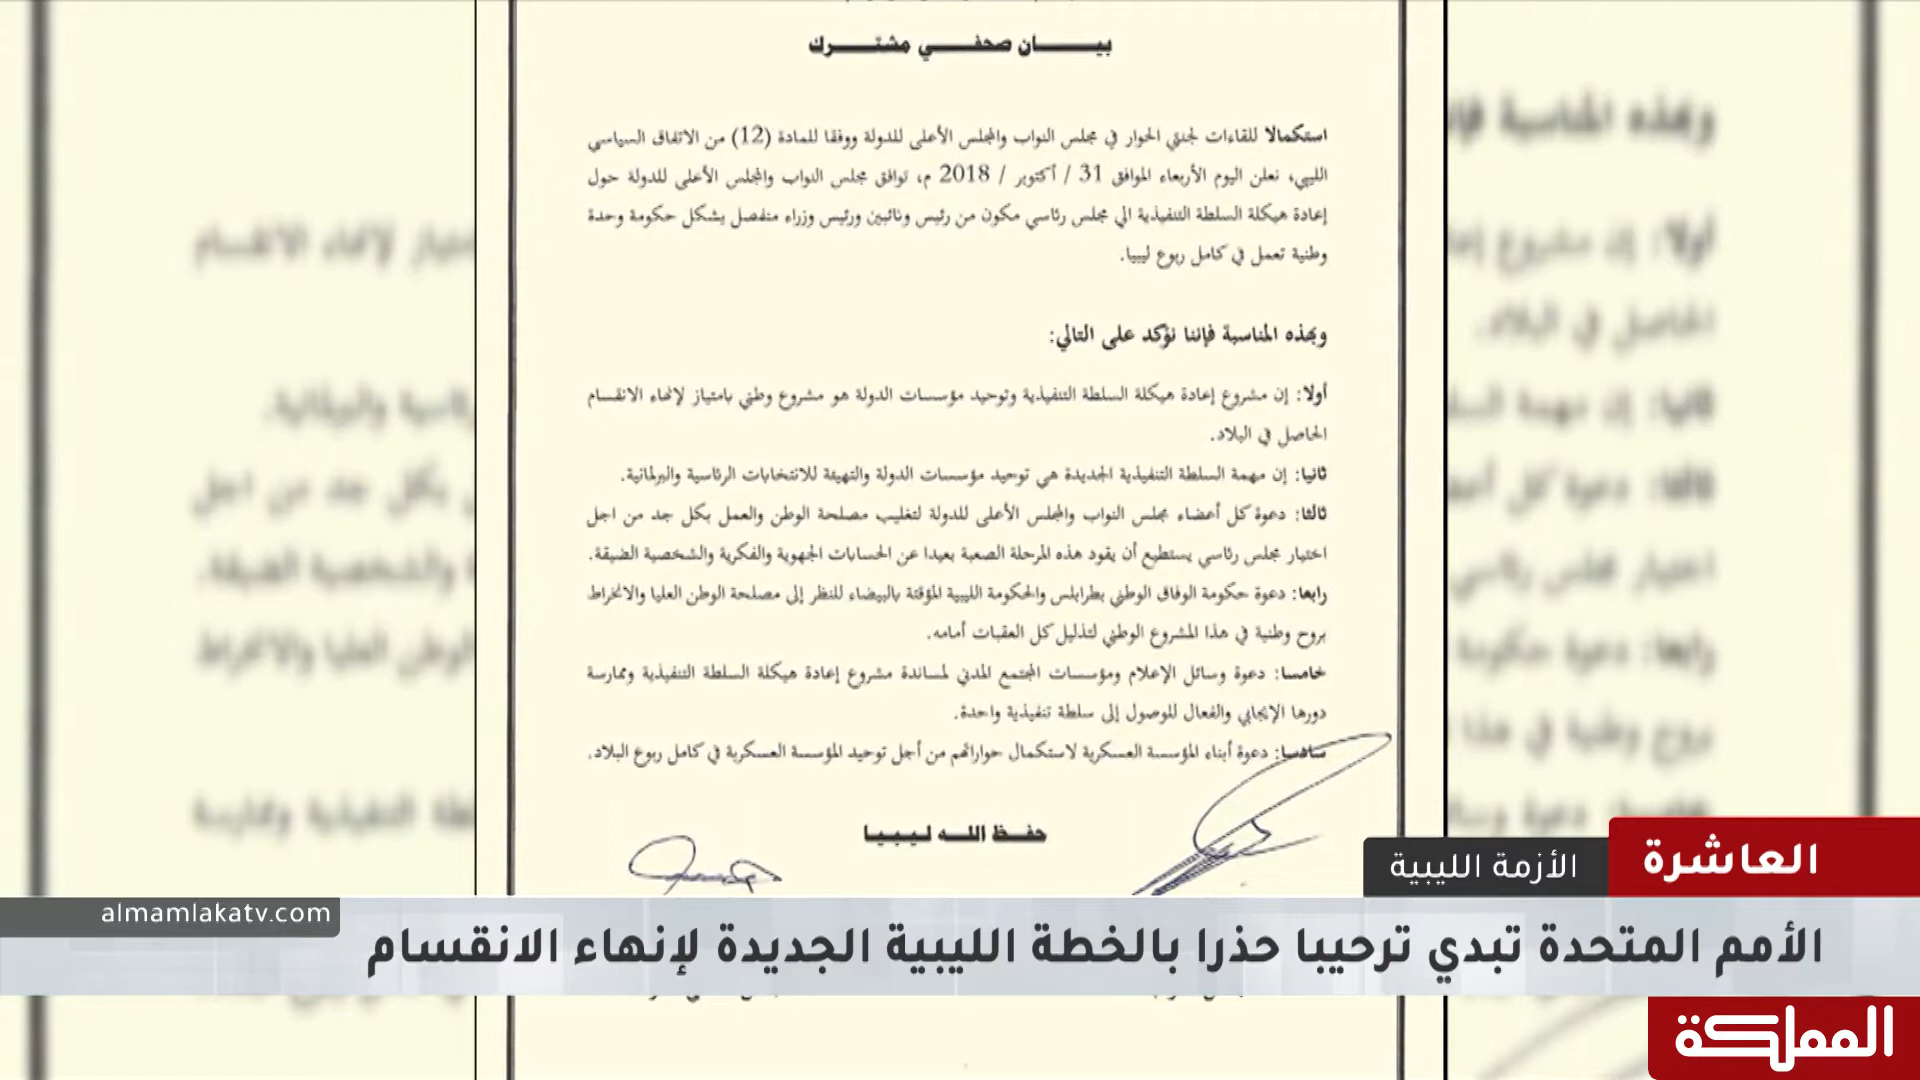 بيـــــان صحفـــــي مشتـــــرك
استكمالا للقاءات لجنتي الحوار في مجلس النواب والمجلس الأعلى للدولة ووفقا للمادة (12) من الاتفاق السياسي
الليبي، نعلن اليوم الأربعاء الموافق 31 / أكتوبر / 2018 م، توافق مجلس النواب والمجلس الأعلى للدولة حول
إعادة هيكلة السلطة التنفيذية الي مجلس رئاسي مكون من رئيس ونائبين ورئيس وزراء منفصل يشكل حكومة وحدة
وطنية تعمل في كامل ربوع ليبيا.
وبهذه المناسبة فإننا نؤكد على التالي:
أولا: إن مشروع إعادة هيكلة السلطة التنفيذية وتوحيد مؤسسات الدولة هو مشروع وطني بامتياز لإنهاء الانقسام
الحاصل في البلاد.
ثانيا: إن مهمة السلطة التنفيذية الجديدة هي توحيد مؤسسات الدولة والتهيئة للانتخابات الرئاسية والبرلمانية.
ثالثا: دعوة كل أعضاء مجلس النواب والمجلس الأعلى للدولة لتغليب مصلحة الوطن والعمل بكل جد من اجل
اختيار مجلس رئاسي يستطيع أن يقود هذه المرحلة الصعبة بعيدا عن الحسابات الجهوية والفكرية والشخصية الضيقة.
رابعا: دعوة حكومة الوفاق الوطني بطرابلس والحكومة الليبية المؤقتة بالبيضاء للنظر إلى مصلحة الوطن العليا والانخراط
بروح وطنية في هذا المشروع الوطني لتذليل كل العقبات أمامه.
خامسا: دعوة وسائل الإعلام ومؤسسات المجتمع المدني لمساندة مشروع إعادة هيكلة السلطة التنفيذية وممارسة
دورها الإيجابي والفعال للوصول إلى سلطة تنفيذية واحدة.
سادسا: دعوة أبناء المؤسسة العسكرية لاستكمال حواراتهم من أجل توحيد المؤسسة العسكرية في كامل ربوع البلاد.
حفـظ اللـــه لـيـبـيـا
العاشرة
الأزمة الليبية
almamlakatv.com
الأمم المتحدة تبدي ترحيبا حذرا بالخطة الليبية الجديدة لإنهاء الانقسام
المملكة